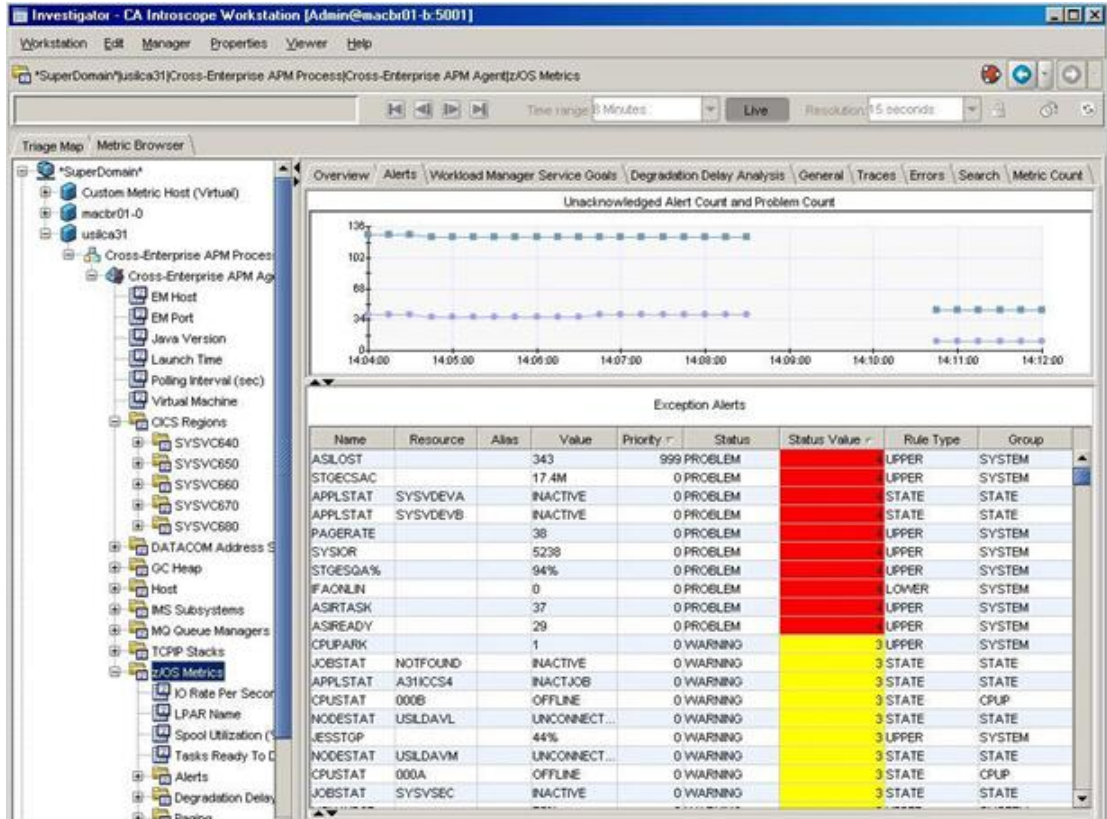 Investigator - CA Introscope Workstation [Admin@macbr01-b:5001]
Workstation Edit Manager Properties Viewer Help
*SuperDomain*|usilca31|Cross-Enterprise APM Process|Cross-Enterprise APM Agent|z/OS Metrics
Time range: 8 Minutes Live Resolution: 15 seconds
Triage Map Metric Browser
*SuperDomain*
Custom Metric Host (Virtual)
macbr01-0
usilca31
Cross-Enterprise APM Proces
Cross-Enterprise APM Age
EM Host
EM Port
Java Version
Launch Time
Polling Interval (sec)
Virtual Machine
CICS Regions
SYSVC640
SYSVC650
SYSVC660
SYSVC670
SYSVC680
DATACOM Address S
GC Heap
Host
IMS Subsystems
MQ Queue Managers
TCPIP Stacks
z/OS Metrics
IO Rate Per Secon
LPAR Name
Spool Utilization (%
Tasks Ready To D
Alerts
Degradation Delay
Paging
Overview Alerts Workload Manager Service Goals Degradation Delay Analysis General Traces Errors Search Metric Count
Unacknowledged Alert Count and Problem Count
136
102
68
34
0
14:04:00 14:05:00 14:06:00 14:07:00 14:08:00 14:09:00 14:10:00 14:11:00 14:12:00
Exception Alerts
Name Resource Alias Value Priority Status Status Value Rule Type Group
ASILOST 343 999 PROBLEM 4 UPPER SYSTEM
STGECSAC 17.4M 0 PROBLEM 4 UPPER SYSTEM
APPLSTAT SYSVDEVA INACTIVE 0 PROBLEM 4 STATE STATE
APPLSTAT SYSVDEVB INACTIVE 0 PROBLEM 4 STATE STATE
PAGERATE 38 0 PROBLEM 4 UPPER SYSTEM
SYSIOR 5238 0 PROBLEM 4 UPPER SYSTEM
STGESQA% 94% 0 PROBLEM 4 UPPER SYSTEM
IFAONLIN 0 0 PROBLEM 4 LOWER SYSTEM
ASIRTASK 37 0 PROBLEM 4 UPPER SYSTEM
ASIREADY 29 0 PROBLEM 4 UPPER SYSTEM
CPUPARK 1 0 WARNING 3 UPPER SYSTEM
JOBSTAT NOTFOUND INACTIVE 0 WARNING 3 STATE STATE
APPLSTAT A31ICCS4 INACTJOB 0 WARNING 3 STATE STATE
CPUSTAT 000B OFFLINE 0 WARNING 3 STATE CPUP
NODESTAT USILDAVL UNCONNECT... 0 WARNING 3 STATE STATE
JESSTGP 44% 0 WARNING 3 UPPER SYSTEM
NODESTAT USILDAVM UNCONNECT... 0 WARNING 3 STATE STATE
CPUSTAT 000A OFFLINE 0 WARNING 3 STATE CPUP
JOBSTAT SYSVSEC INACTIVE 0 WARNING 3 STATE STATE